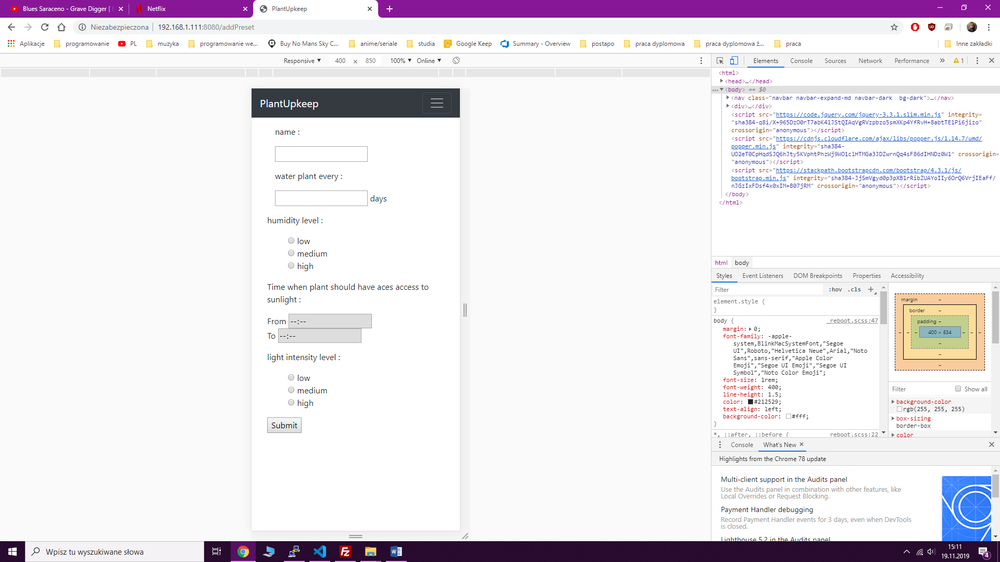 Blues Saraceno - Grave Digger [
Netflix
PlantUpkeep
Niezabezpieczona
192.168.1.111:8080/addPreset
Aplikacje
programowanie
PL
muzyka
programowanie we...
Buy No Mans Sky C...
anime/seriale
studia
Google Keep
Summary - Overview
postapo
praca dyplomowa
praca dyplomowa ź...
praca
Inne zakładki
Responsive ▼ 400 x 850 100% ▼ Online ▼
Elements Console Sources Network Performance » 1
PlantUpkeep
name :
water plant every :
days
humidity level :
low
medium
high
Time when plant should have aces access to
sunlight :
From --:--
To --:--
light intensity level :
low
medium
high
Submit
<html>
<head>…</head>
<body> == $0
<nav class="navbar navbar-expand-md navbar-dark  bg-dark">…</nav>
<div>…</div>
<script src="https://code.jquery.com/jquery-3.3.1.slim.min.js" integrity=
"sha384-q8i/X+965DzO0rT7abK41JStQIAqVgRVzpbzo5smXKp4YfRvH+8abtTE1Pi6jizo"
crossorigin="anonymous"></script>
<script src="https://cdnjs.cloudflare.com/ajax/libs/popper.js/1.14.7/umd/
popper.min.js" integrity="sha384-
UO2eT0CpHqdSJQ6hJty5KVphtPhzWj9WO1clHTMGa3JDZwrnQq4sF86dIHNDz0W1" crossorigin=
"anonymous"></script>
<script src="https://stackpath.bootstrapcdn.com/bootstrap/4.3.1/js/
bootstrap.min.js" integrity="sha384-JjSmVgyd0p3pXB1rRibZUAYoIIy6OrQ6VrjIEaFf/
nJGzIxFDsf4x0xIM+B07jRM" crossorigin="anonymous"></script>
</body>
</html>
html body
Styles Event Listeners DOM Breakpoints Properties Accessibility
Filter
:hov .cls +
element.style {
}
body {
_reboot.scss:47
margin: 0;
font-family: -apple-
system,BlinkMacSystemFont,"Segoe
UI",Roboto,"Helvetica Neue",Arial,"Noto
Sans",sans-serif,"Apple Color
Emoji","Segoe UI Emoji","Segoe UI
Symbol","Noto Color Emoji";
font-size: 1rem;
font-weight: 400;
line-height: 1.5;
color: #212529;
text-align: left;
background-color: #fff;
}
*, ::after, ::before {
reboot.scss:22
margin –
border –
padding –
400 × 834
Filter
Show all
background-color
rgb(255, 255, 255)
box-sizing
border-box
color
Console What's New
Highlights from the Chrome 78 update
Multi-client support in the Audits panel
Use the Audits panel in combination with other features, like
Local Overrides or Request Blocking.
Payment Handler debugging
Record Payment Handler events for 3 days, even when DevTools
is closed.
Lighthouse 5.2 in the Audits panel
Wpisz tu wyszukiwane słowa
15:11
19.11.2019
4